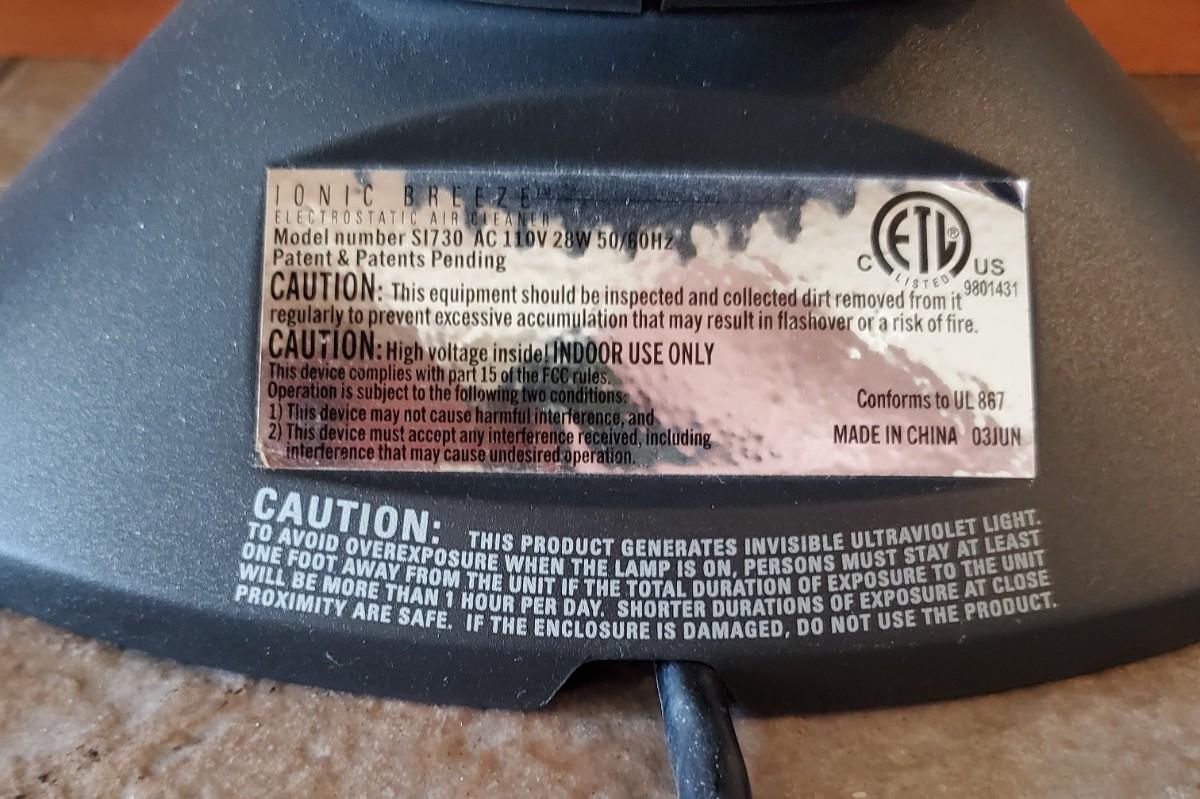 IONIC BREEZE™
ELECTROSTATIC AIR CLEANER
Model number SI730 AC 110V 28W 50/60Hz
Patent & Patents Pending
ETL®
C US
LISTED
9801431
CAUTION: This equipment should be inspected and collected dirt removed from it
regularly to prevent excessive accumulation that may result in flashover or a risk of fire.
CAUTION: High voltage inside! INDOOR USE ONLY
This device complies with part 15 of the FCC rules.
Operation is subject to the following two conditions:
1) This device may not cause harmful interference, and
2) This device must accept any interference received, including
interference that may cause undesired operation.
Conforms to UL 867
MADE IN CHINA 03JUN
CAUTION: THIS PRODUCT GENERATES INVISIBLE ULTRAVIOLET LIGHT.
TO AVOID OVEREXPOSURE WHEN THE LAMP IS ON, PERSONS MUST STAY AT LEAST
ONE FOOT AWAY FROM THE UNIT IF THE TOTAL DURATION OF EXPOSURE TO THE UNIT
WILL BE MORE THAN 1 HOUR PER DAY. SHORTER DURATIONS OF EXPOSURE AT CLOSE
PROXIMITY ARE SAFE. IF THE ENCLOSURE IS DAMAGED, DO NOT USE THE PRODUCT.